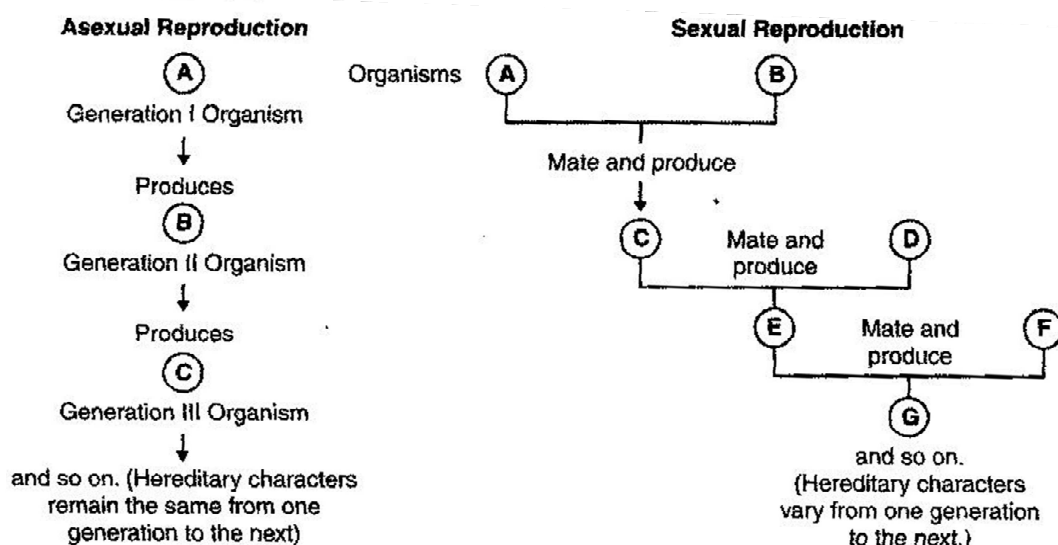 Asexual Reproduction
A
Generation I Organism
Produces
B
Generation II Organism
Produces
C
Generation III Organism
and so on. (Hereditary characters
remain the same from one
generation to the next)
Sexual Reproduction
Organisms A B
Mate and produce
C Mate and D
produce
E Mate and F
produce
G
and so on.
(Hereditary characters
vary from one generation
to the next.)